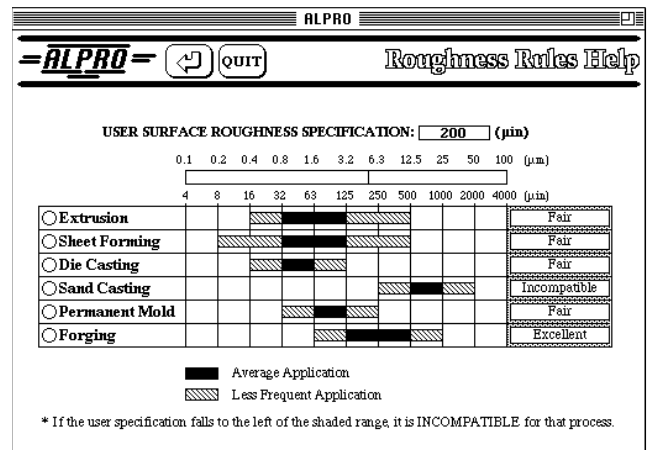 ALPRO
ALPRO QUIT Roughness Rules Help
USER SURFACE ROUGHNESS SPECIFICATION: 200 (μin)
0.1 0.2 0.4 0.8 1.6 3.2 6.3 12.5 25 50 100 (μm)
4 8 16 32 63 125 250 500 1000 2000 4000 (μin)
Extrusion Fair
Sheet Forming Fair
Die Casting Fair
Sand Casting Incompatible
Permanent Mold Fair
Forging Excellent
Average Application
Less Frequent Application
* If the user specification falls to the left of the shaded range, it is INCOMPATIBLE for that process.